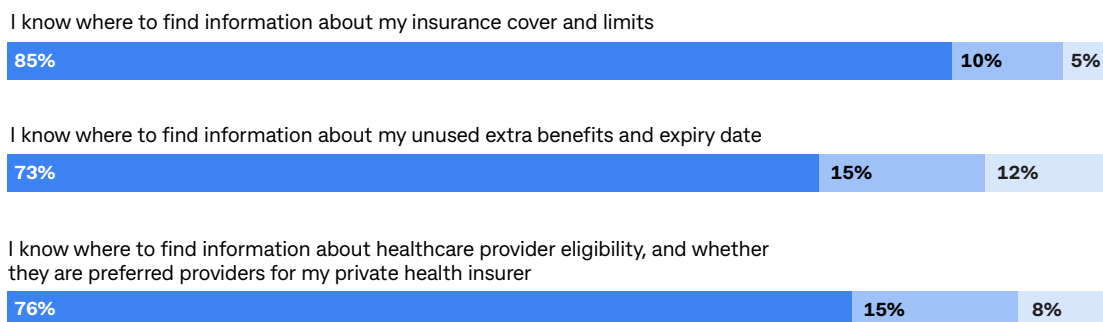 I know where to find information about my insurance cover and limits
85% 10% 5%
I know where to find information about my unused extra benefits and expiry date
73% 15% 12%
I know where to find information about healthcare provider eligibility, and whether
they are preferred providers for my private health insurer
76% 15% 8%